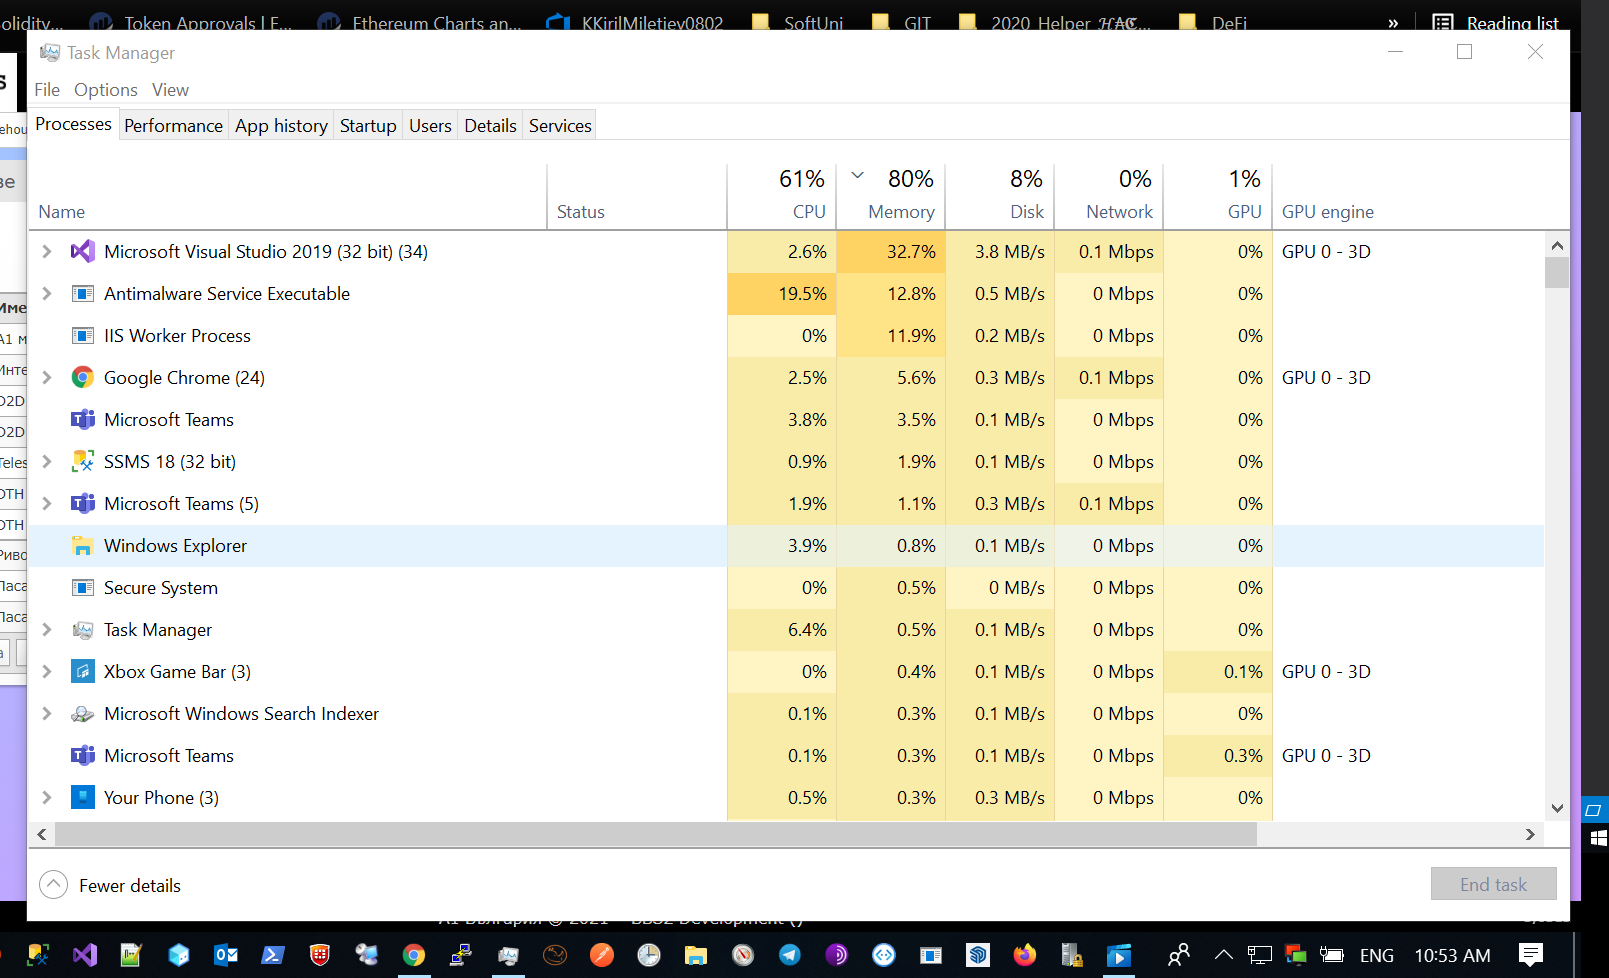 olidity... Token Approvals | E... Ethereum Charts an... KKirilMiletiev0802 SoftUni GIT 2020_Helper_ DeFi » Reading list
Task Manager
File Options View
Processes Performance App history Startup Users Details Services
61% 80% 8% 0% 1%
Name Status CPU Memory Disk Network GPU GPU engine
Microsoft Visual Studio 2019 (32 bit) (34) 2.6% 32.7% 3.8 MB/s 0.1 Mbps 0% GPU 0 - 3D
Antimalware Service Executable 19.5% 12.8% 0.5 MB/s 0 Mbps 0%
IIS Worker Process 0% 11.9% 0.2 MB/s 0 Mbps 0%
Google Chrome (24) 2.5% 5.6% 0.3 MB/s 0.1 Mbps 0% GPU 0 - 3D
Microsoft Teams 3.8% 3.5% 0.1 MB/s 0 Mbps 0%
SSMS 18 (32 bit) 0.9% 1.9% 0.1 MB/s 0 Mbps 0%
Microsoft Teams (5) 1.9% 1.1% 0.3 MB/s 0.1 Mbps 0%
Windows Explorer 3.9% 0.8% 0.1 MB/s 0 Mbps 0%
Secure System 0% 0.5% 0 MB/s 0 Mbps 0%
Task Manager 6.4% 0.5% 0.1 MB/s 0 Mbps 0%
Xbox Game Bar (3) 0% 0.4% 0.1 MB/s 0 Mbps 0.1% GPU 0 - 3D
Microsoft Windows Search Indexer 0.1% 0.3% 0.1 MB/s 0 Mbps 0%
Microsoft Teams 0.1% 0.3% 0.1 MB/s 0 Mbps 0.3% GPU 0 - 3D
Your Phone (3) 0.5% 0.3% 0.3 MB/s 0 Mbps 0%
Fewer details End task
ENG 10:53 AM